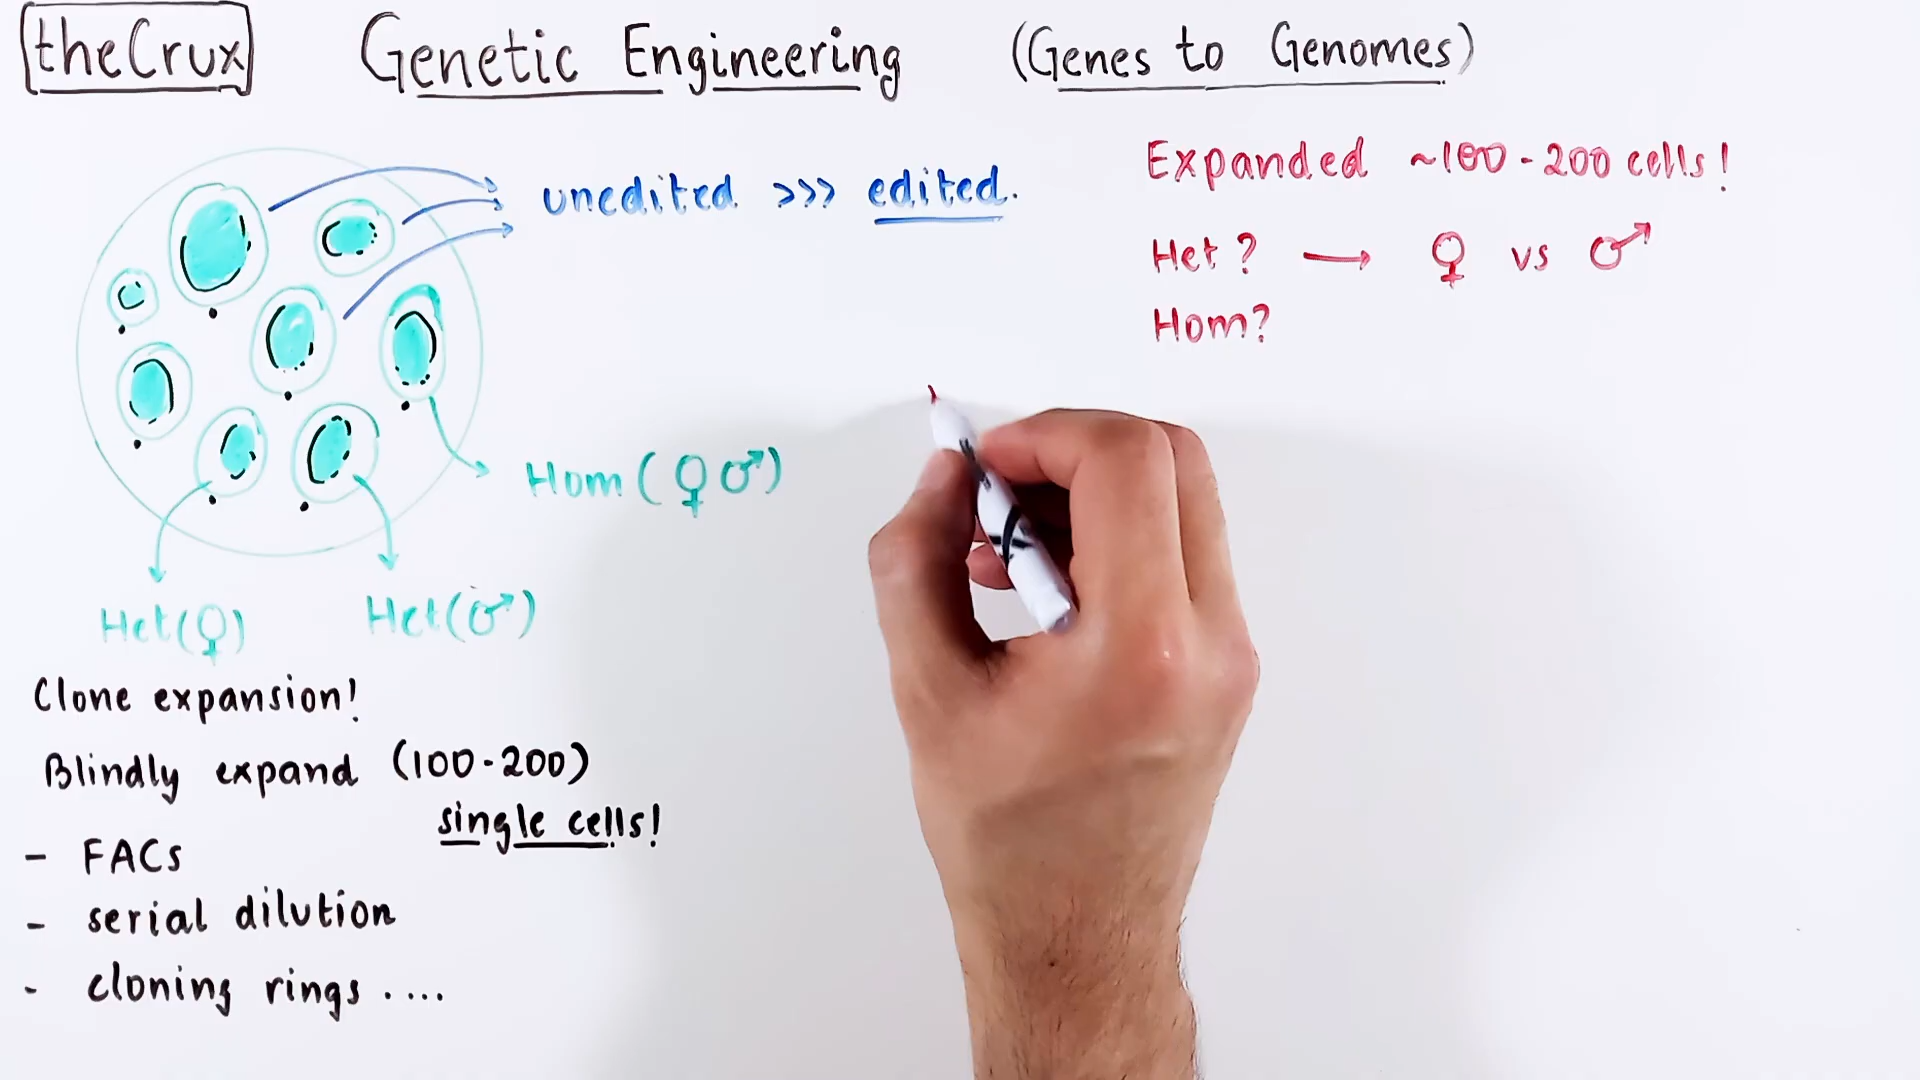 theCrux
Genetic Engineering
(Genes to Genomes)
unedited >>> edited.
Hom (♀♂)
Het(♀)
Het(♂)
Clone expansion!
Blindly expand (100-200)
single cells!
- FACs
- serial dilution
- cloning rings ....
Expanded ~100-200 cells!
Het? → ♀ vs ♂
Hom?